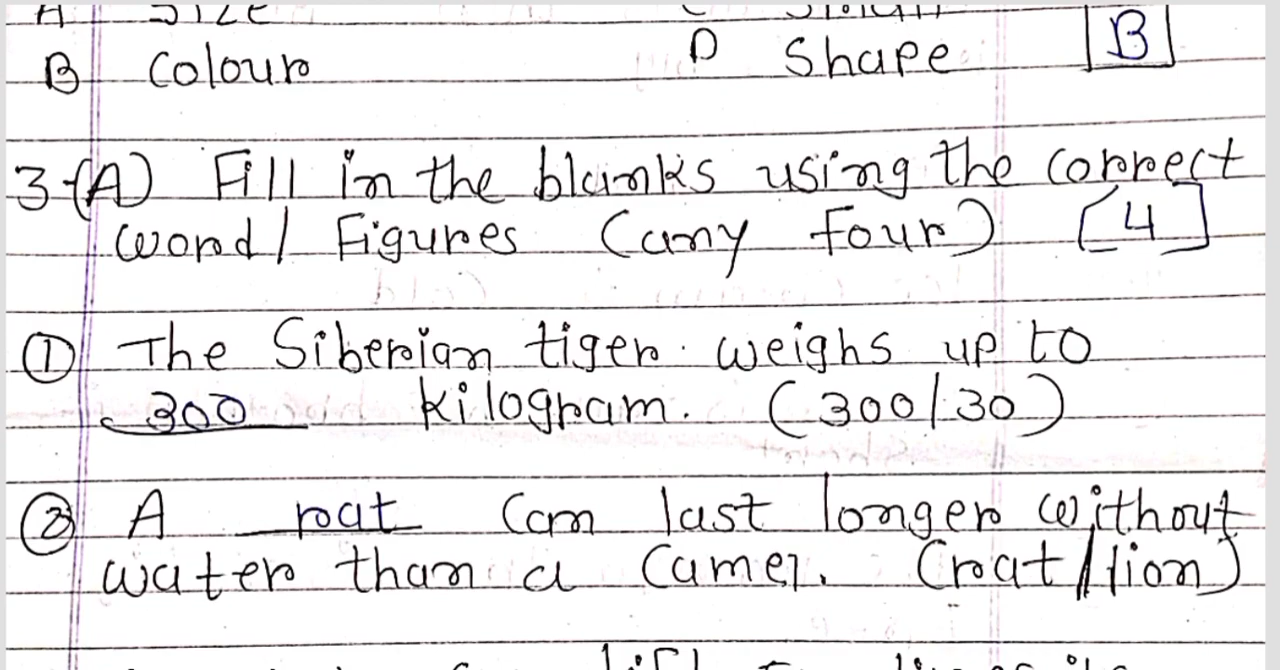 A Size
B Colour D Shape B
3 (A) Fill in the blanks using the correct
word/ Figures (any Four) [4]
① The Siberian tiger weighs up to
300 kilogram. (300/30)
② A rat can last longer without
water than a camel. (rat/lion)